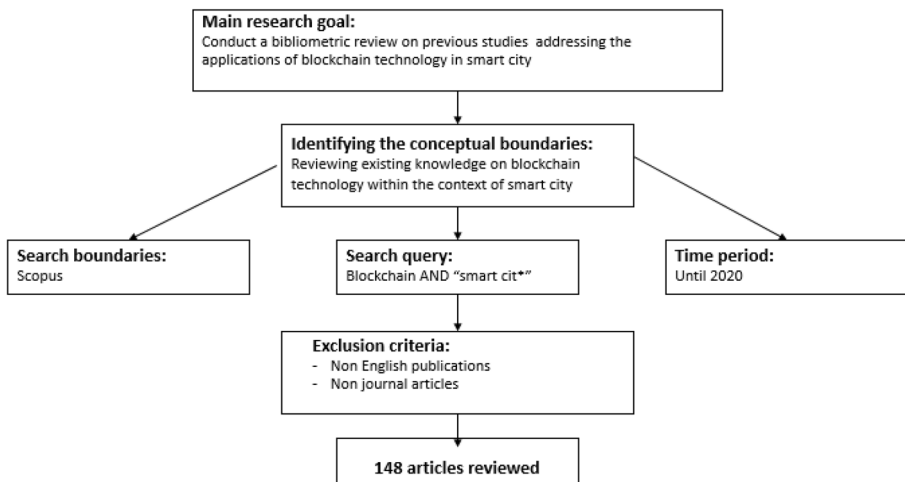 Main research goal:
Conduct a bibliometric review on previous studies addressing the
applications of blockchain technology in smart city
Identifying the conceptual boundaries:
Reviewing existing knowledge on blockchain
technology within the context of smart city
Search boundaries:
Scopus
Search query:
Blockchain AND “smart cit*”
Time period:
Until 2020
Exclusion criteria:
- Non English publications
- Non journal articles
148 articles reviewed